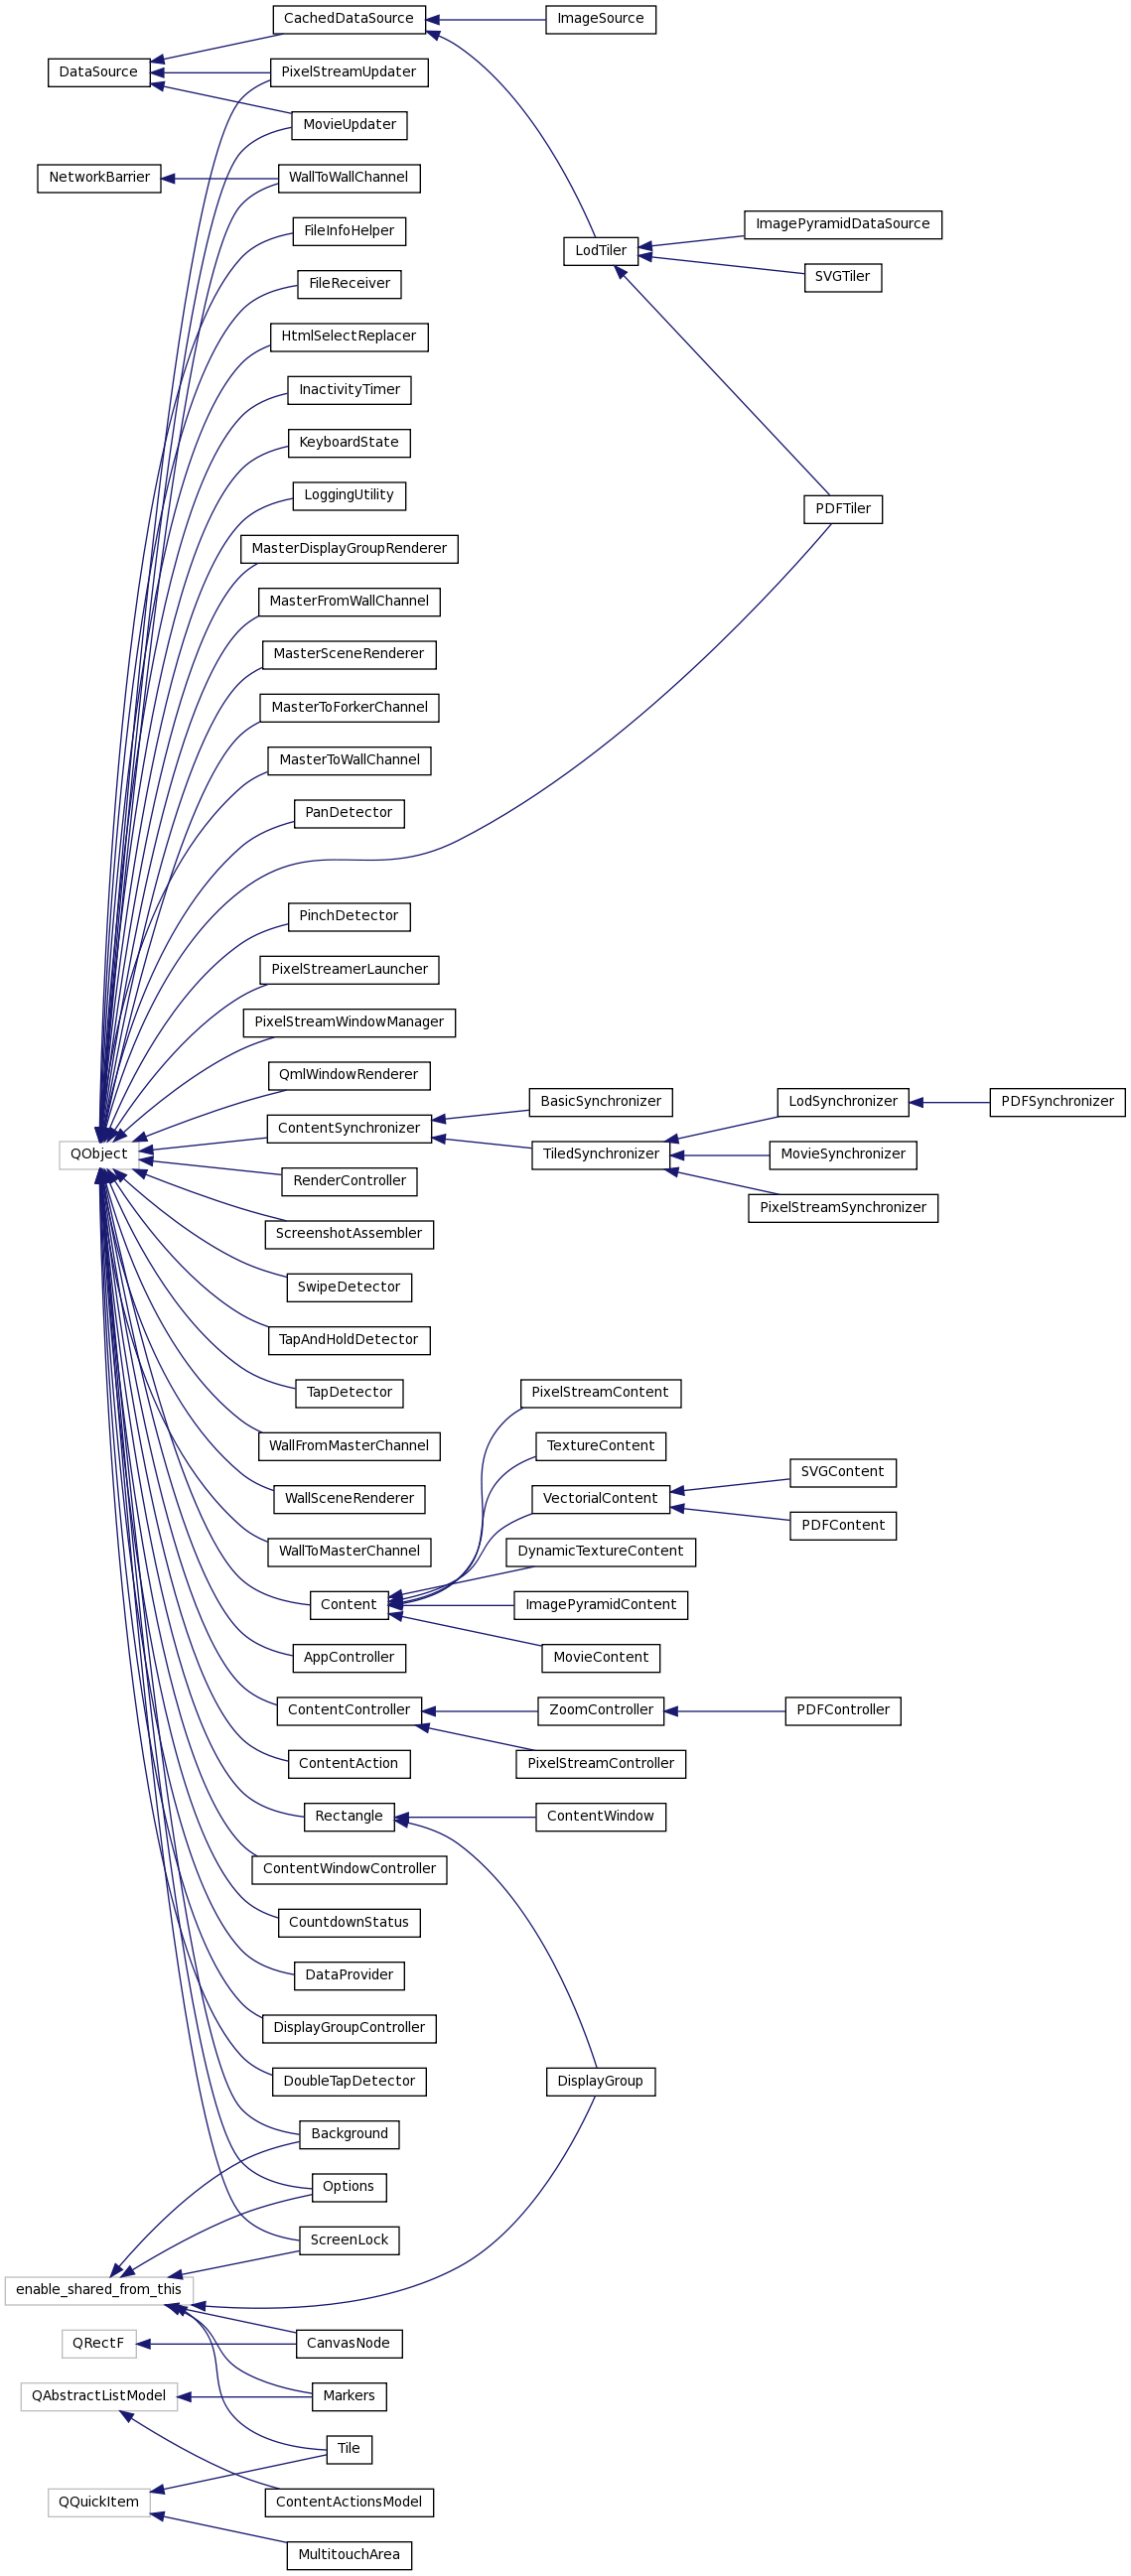 CachedDataSource
ImageSource
DataSource
PixelStreamUpdater
MovieUpdater
NetworkBarrier
WallToWallChannel
ImagePyramidDataSource
FileInfoHelper
LodTiler
SVGTiler
FileReceiver
HtmlSelectReplacer
InactivityTimer
KeyboardState
LoggingUtility
PDFTiler
MasterDisplayGroupRenderer
MasterFromWallChannel
MasterSceneRenderer
MasterToForkerChannel
MasterToWallChannel
PanDetector
PinchDetector
PixelStreamerLauncher
PixelStreamWindowManager
QmlWindowRenderer
BasicSynchronizer
LodSynchronizer
PDFSynchronizer
ContentSynchronizer
QObject
TiledSynchronizer
MovieSynchronizer
RenderController
PixelStreamSynchronizer
ScreenshotAssembler
SwipeDetector
TapAndHoldDetector
TapDetector
PixelStreamContent
WallFromMasterChannel
TextureContent
SVGContent
WallSceneRenderer
VectorialContent
PDFContent
WallToMasterChannel
DynamicTextureContent
Content
ImagePyramidContent
AppController
MovieContent
ContentController
ZoomController
PDFController
ContentAction
PixelStreamController
Rectangle
ContentWindow
ContentWindowController
CountdownStatus
DataProvider
DisplayGroupController
DoubleTapDetector
DisplayGroup
Background
Options
ScreenLock
enable_shared_from_this
QRectF
CanvasNode
QAbstractListModel
Markers
Tile
QQuickItem
ContentActionsModel
MultitouchArea